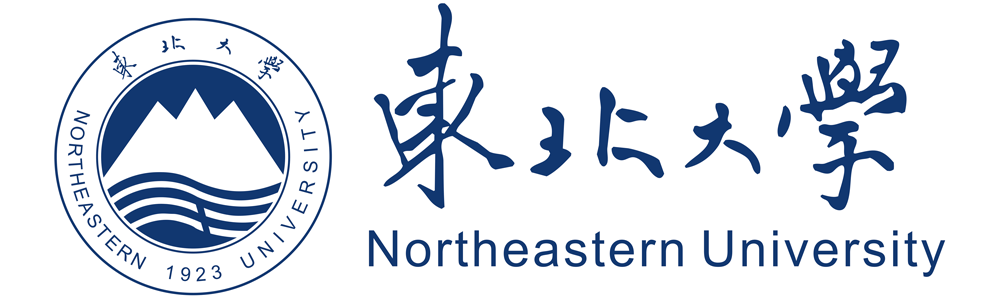 東北大學
NORTHEASTERN 1923 UNIVERSITY
東北大學
Northeastern University